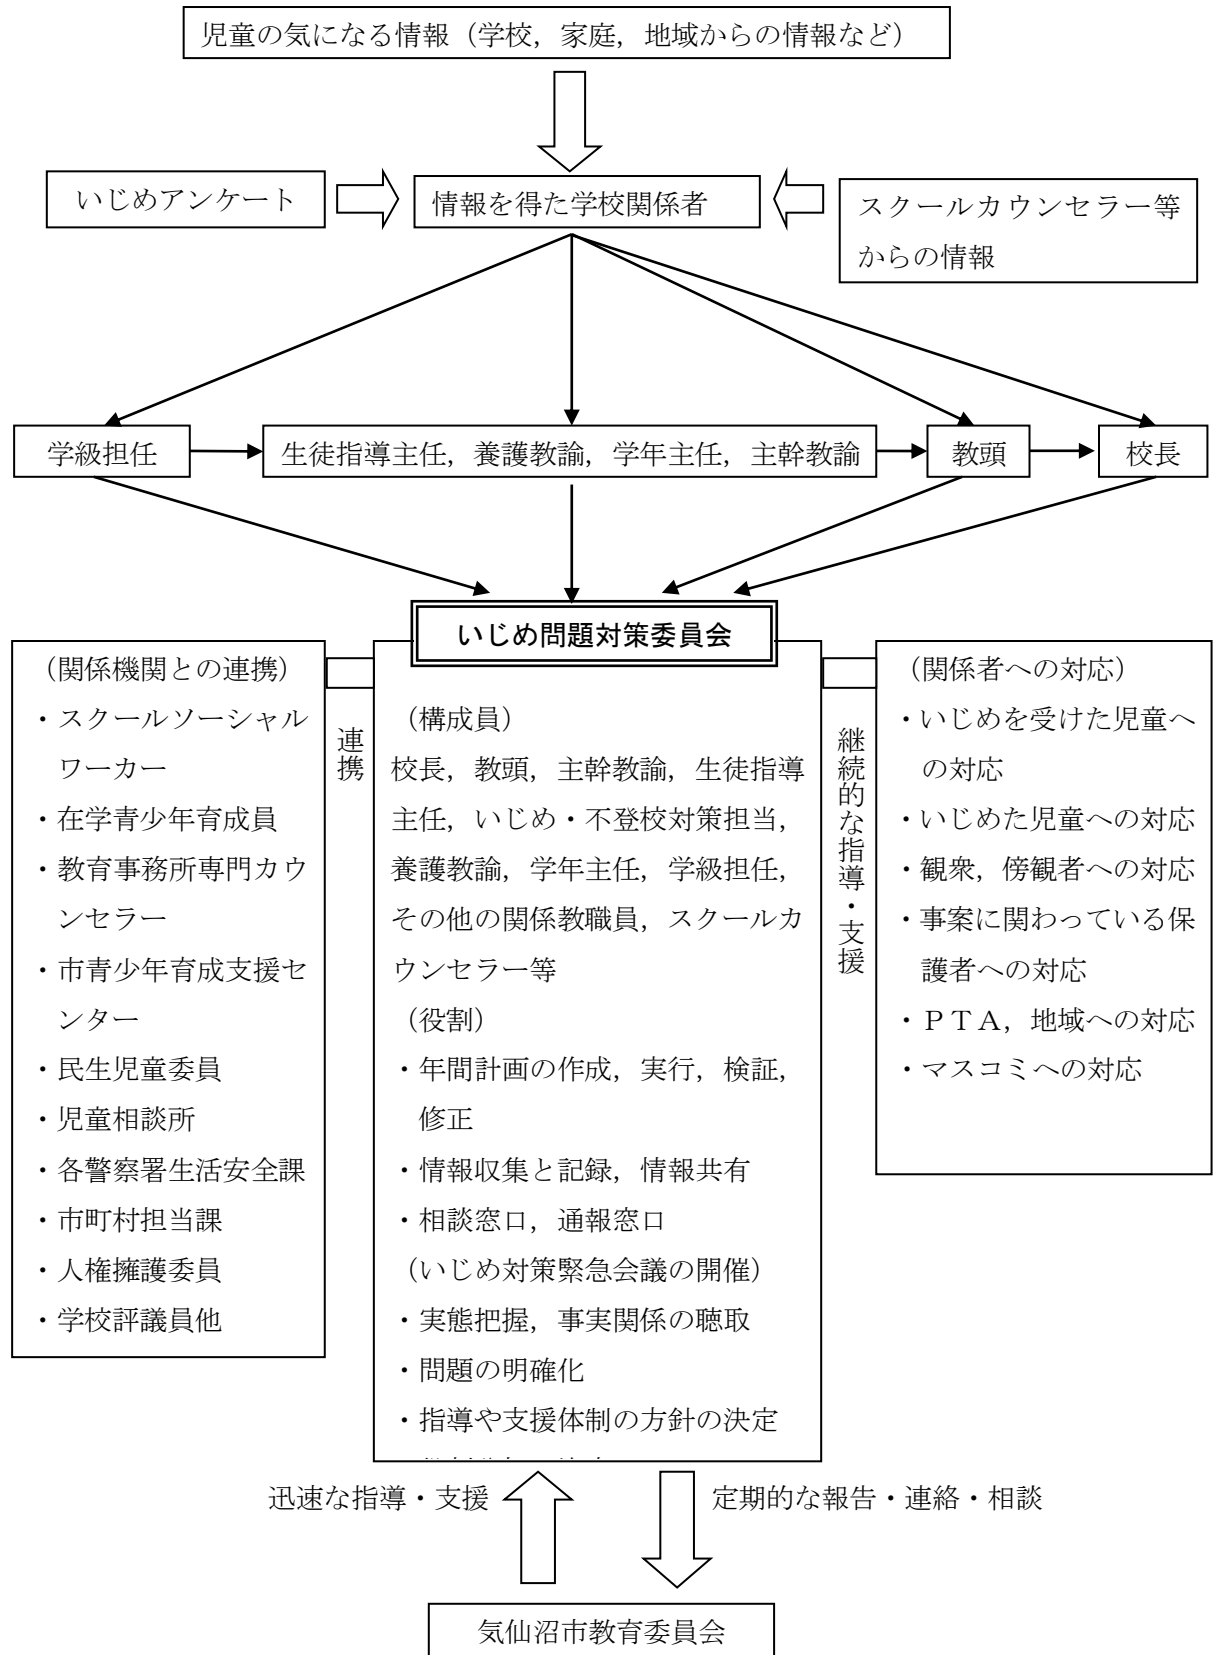 児童の気になる情報（学校，家庭，地域からの情報など）
いじめアンケート
情報を得た学校関係者
スクールカウンセラー等
からの情報
学級担任
生徒指導主任，養護教諭，学年主任，主幹教諭
教頭
校長
いじめ問題対策委員会
（関係機関との連携）
・スクールソーシャル
ワーカー
・在学青少年育成員
・教育事務所専門カウ
ンセラー
・市青少年育成支援セ
ンター
・民生児童委員
・児童相談所
・各警察署生活安全課
・市町村担当課
・人権擁護委員
・学校評議員他
連携
（構成員）
校長，教頭，主幹教諭，生徒指導
主任，いじめ・不登校対策担当，
養護教諭，学年主任，学級担任，
その他の関係教職員，スクールカ
ウンセラー等
（役割）
・年間計画の作成，実行，検証，
修正
・情報収集と記録，情報共有
・相談窓口，通報窓口
（いじめ対策緊急会議の開催）
・実態把握，事実関係の聴取
・問題の明確化
・指導や支援体制の方針の決定
継続的な指導・支援
（関係者への対応）
・いじめを受けた児童へ
の対応
・いじめた児童への対応
・観衆，傍観者への対応
・事案に関わっている保
護者への対応
・ＰＴＡ，地域への対応
・マスコミへの対応
迅速な指導・支援
定期的な報告・連絡・相談
気仙沼市教育委員会